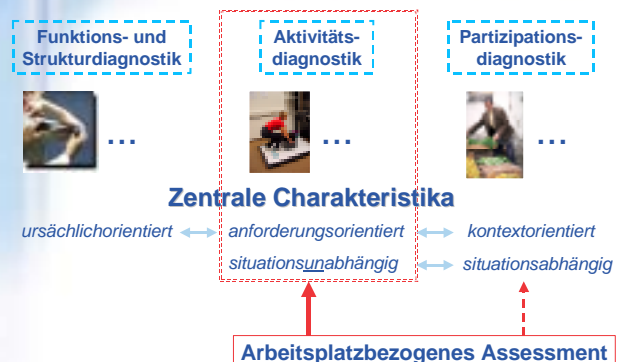 Funktions- und
Strukturdiagnostik
Aktivitäts-
diagnostik
Partizipations-
diagnostik
...
...
...
Zentrale Charakteristika
ursächlichorientiert
anforderungsorientiert
kontextorientiert
situationsunabhängig
situationsabhängig
Arbeitsplatzbezogenes Assessment